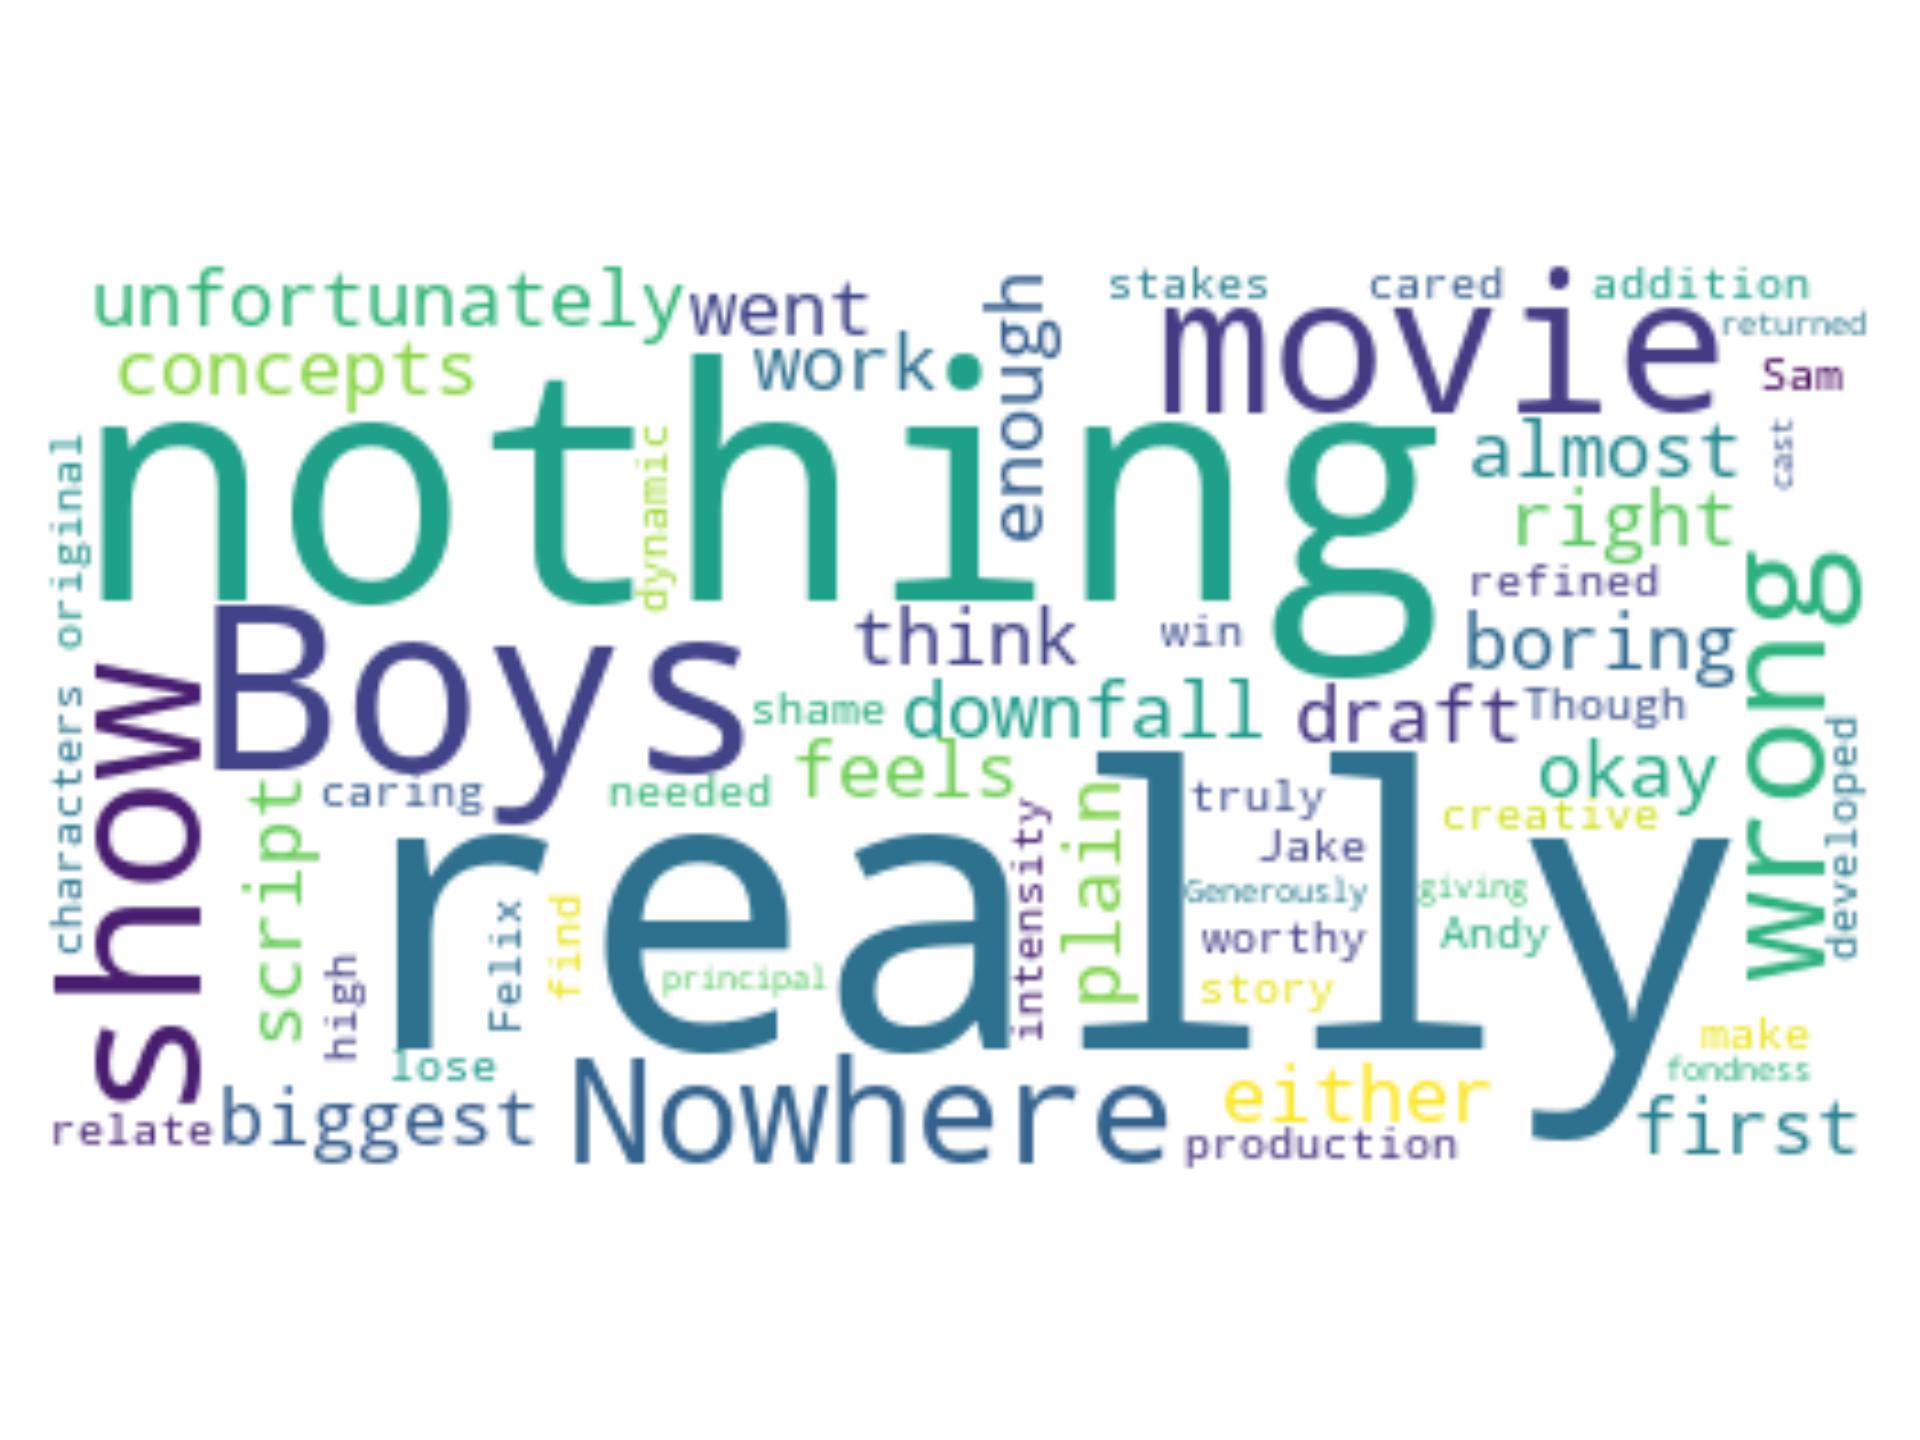 unfortunately
went
enough
stakes
cared
addition
movie
returned
concepts
work
Sam
nothing
dynamic
almost
cast
original
right
refined
wrong
Boys
think
win
boring
show
shame
downfall
draft
Though
characters
script
caring
needed
feels
okay
developed
really
intensity
plain
truly
creative
Jake
Generously
giving
Felix
find
worthy
Andy
high
principal
story
make
lose
fondness
relate
biggest
Nowhere
either
production
first